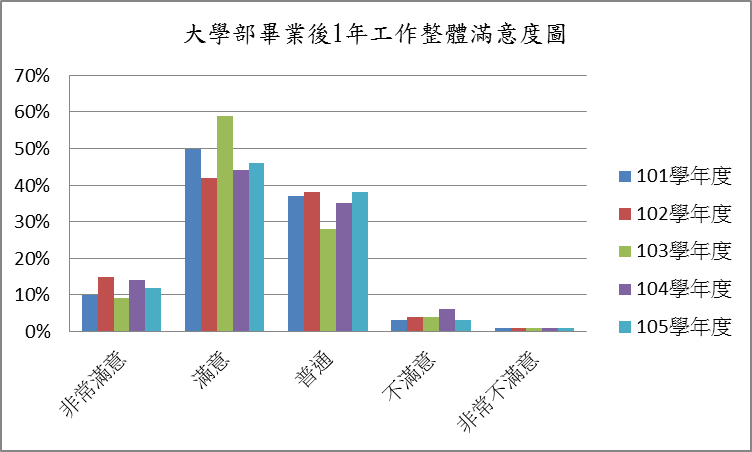 大學部畢業後1年工作整體滿意度圖
70%
60%
50%
40%
30%
20%
10%
0%
非常滿意
滿意
普通
不滿意
非常不滿意
101學年度
102學年度
103學年度
104學年度
105學年度